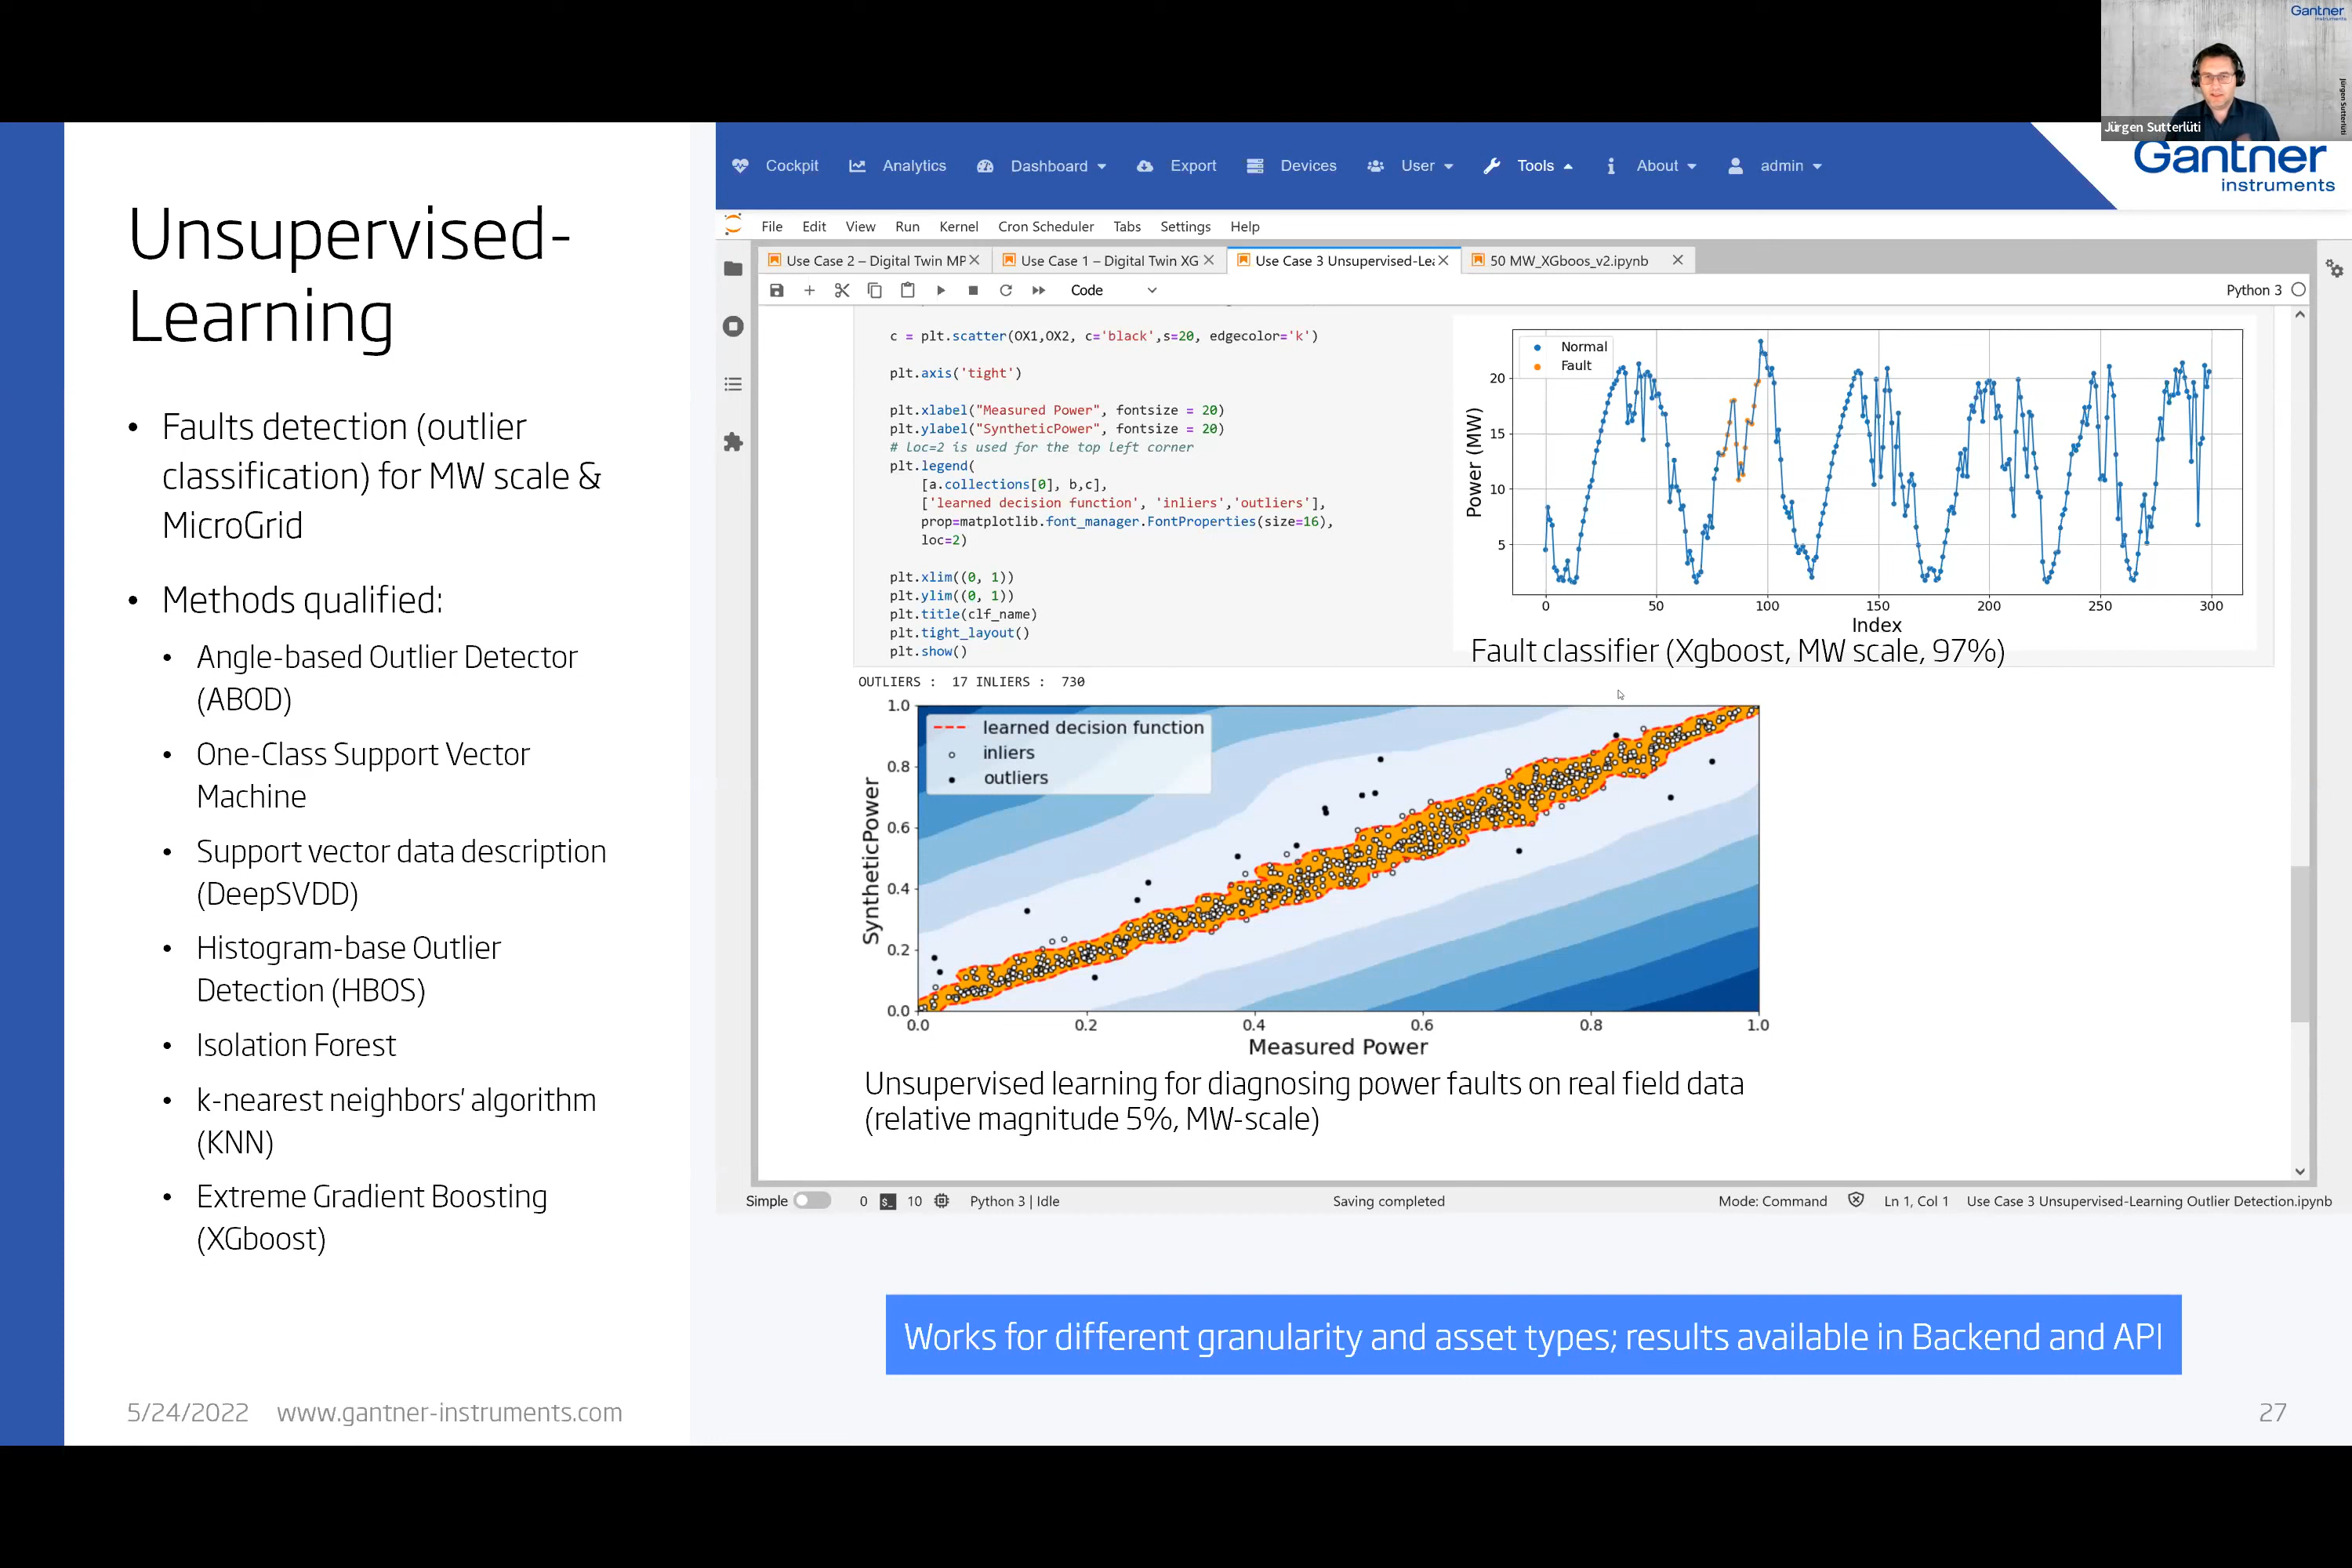 Gantner
instruments
Jürgen Sutterlüti
Jürgen Sutterlüti
Gantner
instruments
Cockpit Analytics Dashboard Export Devices User Tools About admin
Unsupervised-
Learning
• Faults detection (outlier
classification) for MW scale &
MicroGrid
• Methods qualified:
• Angle-based Outlier Detector
(ABOD)
• One-Class Support Vector
Machine
• Support vector data description
(DeepSVDD)
• Histogram-base Outlier
Detection (HBOS)
• Isolation Forest
• k-nearest neighbors' algorithm
(KNN)
• Extreme Gradient Boosting
(XGboost)
File Edit View Run Kernel Cron Scheduler Tabs Settings Help
Use Case 2 – Digital Twin MP Use Case 1 – Digital Twin XG Use Case 3 Unsupervised-Lea 50 MW_XGboos_v2.ipynb
Code
Python 3
c = plt.scatter(OX1,OX2, c='black',s=20, edgecolor='k')
plt.axis('tight')
plt.xlabel("Measured Power", fontsize = 20)
plt.ylabel("SyntheticPower", fontsize = 20)
# loc=2 is used for the top left corner
plt.legend(
[a.collections[0], b,c],
['learned decision function', 'inliers','outliers'],
prop=matplotlib.font_manager.FontProperties(size=16),
loc=2)
plt.xlim((0, 1))
plt.ylim((0, 1))
plt.title(clf_name)
plt.tight_layout()
plt.show()
Normal
Fault
Power (MW)
20
15
10
5
0 50 100 150 200 250 300
Index
Fault classifier (Xgboost, MW scale, 97%)
OUTLIERS : 17 INLIERS : 730
learned decision function
inliers
outliers
SyntheticPower
1.0
0.8
0.6
0.4
0.2
0.0
0.0 0.2 0.4 0.6 0.8 1.0
Measured Power
Unsupervised learning for diagnosing power faults on real field data
(relative magnitude 5%, MW-scale)
Simple 0 10 Python 3 | Idle Saving completed Mode: Command Ln 1, Col 1 Use Case 3 Unsupervised-Learning Outlier Detection.ipynb
Works for different granularity and asset types; results available in Backend and API
5/24/2022 www.gantner-instruments.com
27